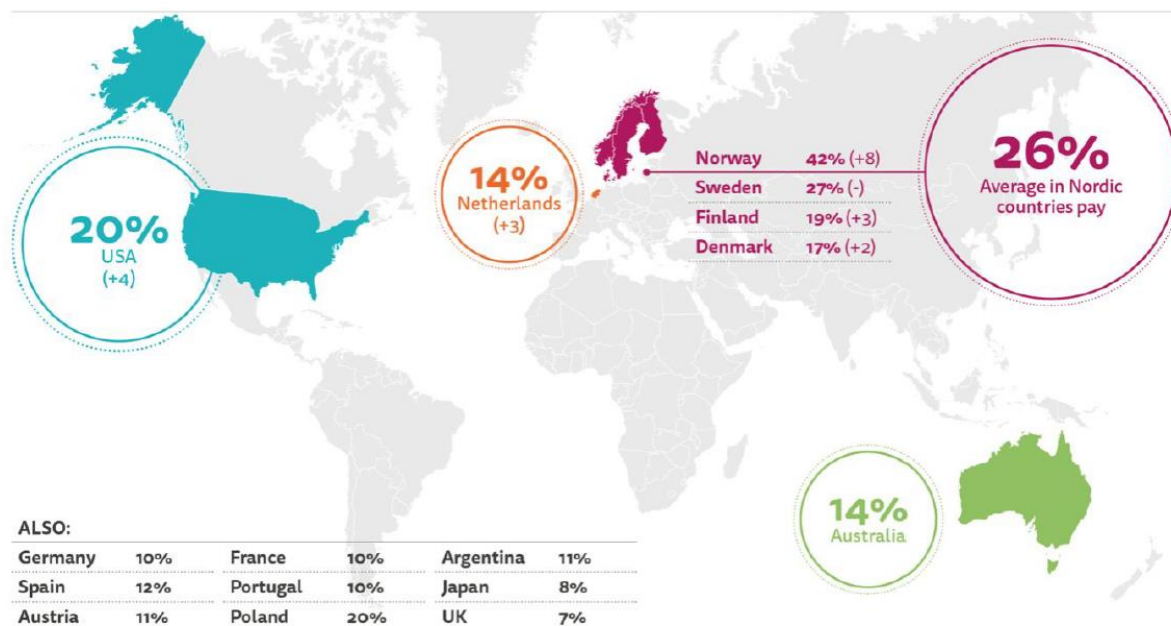 20%
USA
(+4)
14%
Netherlands
(+3)
Norway 42% (+8)
Sweden 27% (-)
Finland 19% (+3)
Denmark 17% (+2)
26%
Average in Nordic
countries pay
14%
Australia
ALSO:
Germany 10% France 10% Argentina 11%
Spain 12% Portugal 10% Japan 8%
Austria 11% Poland 20% UK 7%